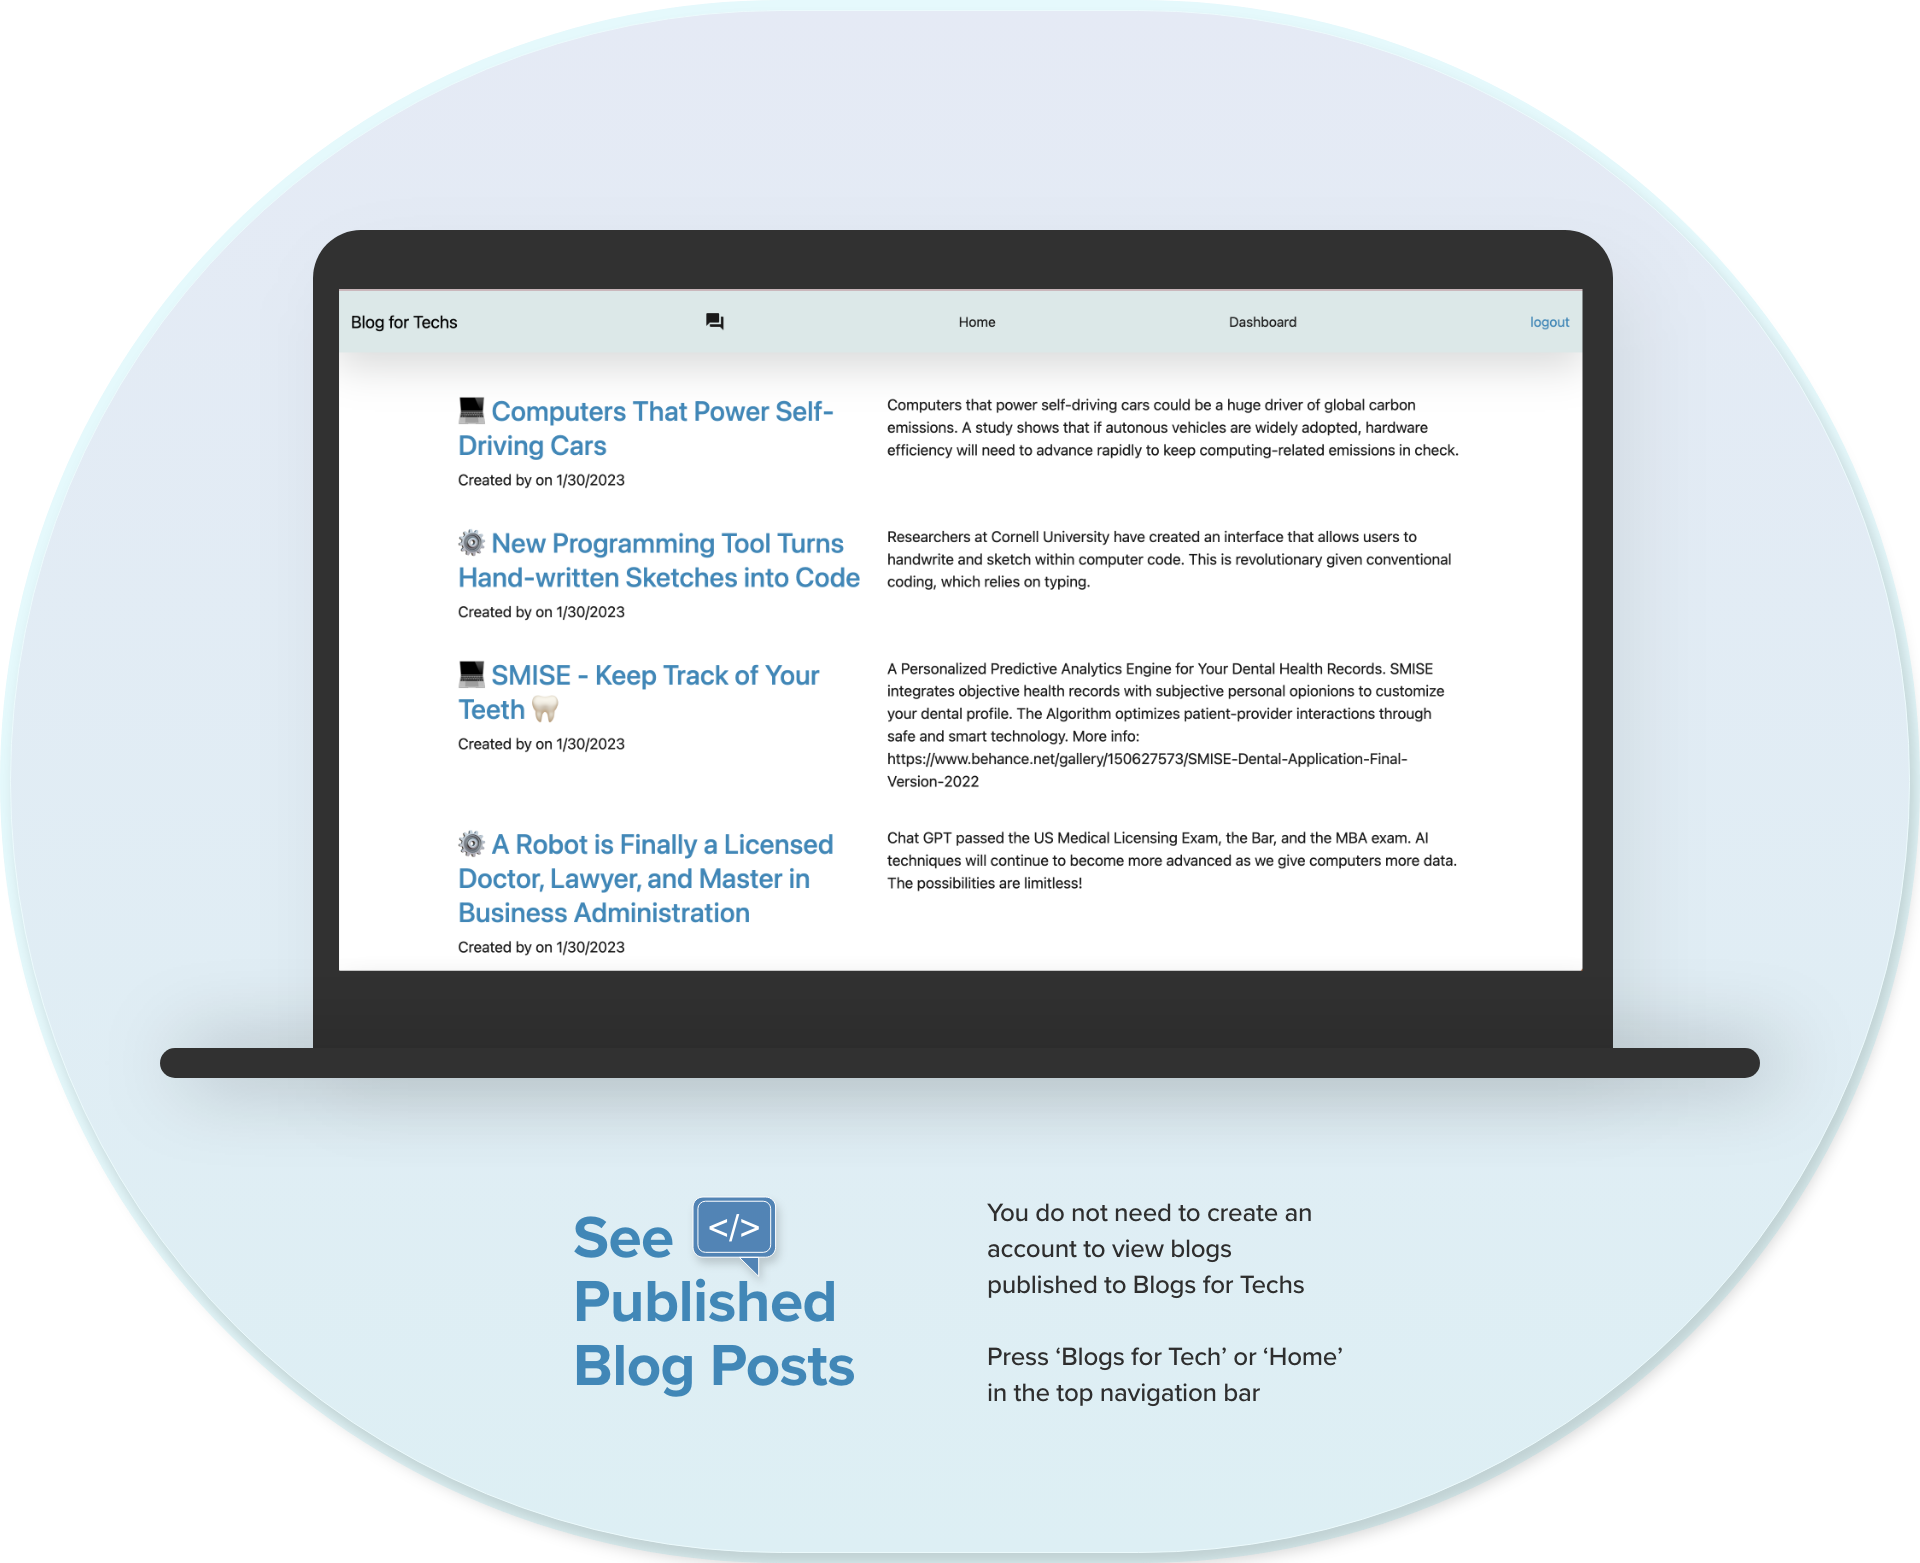 Blog for Techs
Home
Dashboard
logout
Computers That Power Self-
Driving Cars
Created by on 1/30/2023
Computers that power self-driving cars could be a huge driver of global carbon
emissions. A study shows that if autonous vehicles are widely adopted, hardware
efficiency will need to advance rapidly to keep computing-related emissions in check.
New Programming Tool Turns
Hand-written Sketches into Code
Created by on 1/30/2023
Researchers at Cornell University have created an interface that allows users to
handwrite and sketch within computer code. This is revolutionary given conventional
coding, which relies on typing.
SMISE - Keep Track of Your
Teeth
Created by on 1/30/2023
A Personalized Predictive Analytics Engine for Your Dental Health Records. SMISE
integrates objective health records with subjective personal opionions to customize
your dental profile. The Algorithm optimizes patient-provider interactions through
safe and smart technology. More info:
https://www.behance.net/gallery/150627573/SMISE-Dental-Application-Final-
Version-2022
A Robot is Finally a Licensed
Doctor, Lawyer, and Master in
Business Administration
Created by on 1/30/2023
Chat GPT passed the US Medical Licensing Exam, the Bar, and the MBA exam. AI
techniques will continue to become more advanced as we give computers more data.
The possibilities are limitless!
See </>
Published
Blog Posts
You do not need to create an
account to view blogs
published to Blogs for Techs
Press ‘Blogs for Tech’ or ‘Home’
in the top navigation bar